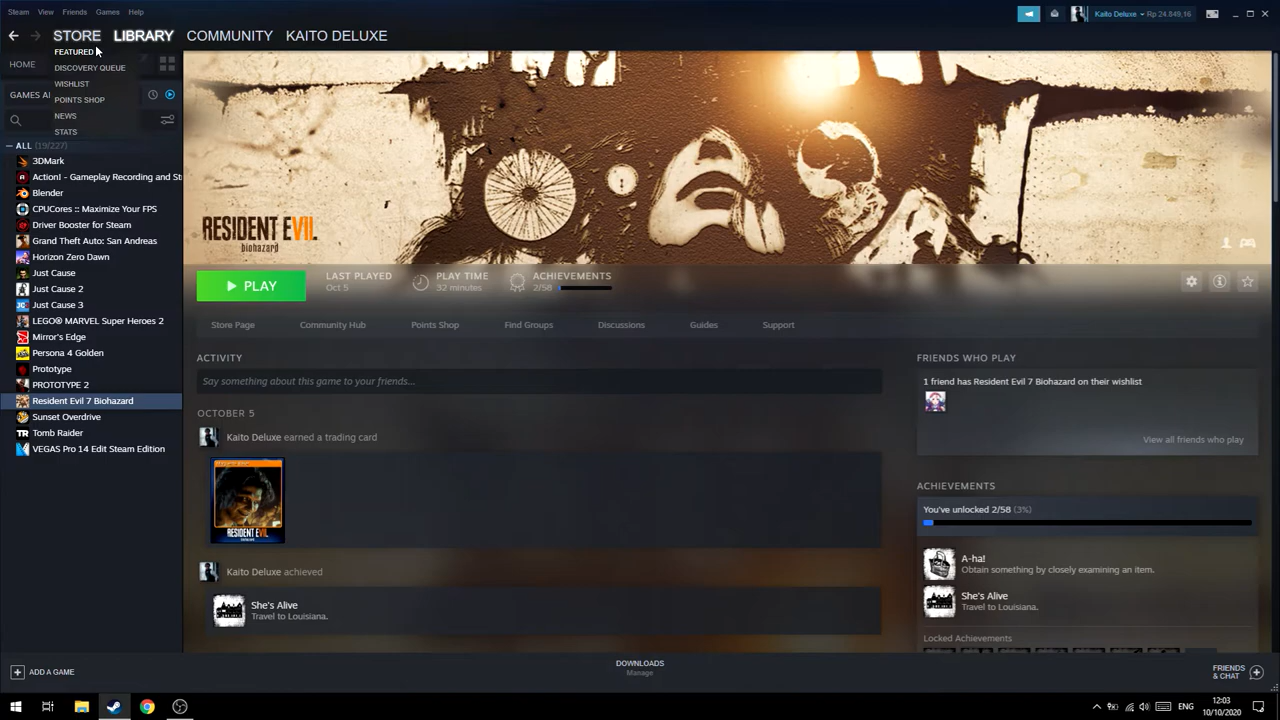 Steam View Friends Games Help
Kaito Deluxe Rp 24.849,16
STORE LIBRARY COMMUNITY KAITO DELUXE
FEATURED
HOME
DISCOVERY QUEUE
WISHLIST
GAMES A
POINTS SHOP
NEWS
STATS
ALL (19/227)
3DMark
Action! - Gameplay Recording and St
Blender
CPUCores :: Maximize Your FPS
Driver Booster for Steam
Grand Theft Auto: San Andreas
Horizon Zero Dawn
Just Cause
Just Cause 2
Just Cause 3
LEGO® MARVEL Super Heroes 2
Mirror's Edge
Persona 4 Golden
Prototype
PROTOTYPE 2
Resident Evil 7 Biohazard
Sunset Overdrive
Tomb Raider
VEGAS Pro 14 Edit Steam Edition
RESIDENT EVIL
biohazard
PLAY
LAST PLAYED
Oct 5
PLAY TIME
32 minutes
ACHIEVEMENTS
2/58
Store Page Community Hub Points Shop Find Groups Discussions Guides Support
ACTIVITY
Say something about this game to your friends...
OCTOBER 5
Kaito Deluxe earned a trading card
RESIDENT EVIL
Kaito Deluxe achieved
She's Alive
Travel to Louisiana.
FRIENDS WHO PLAY
1 friend has Resident Evil 7 Biohazard on their wishlist
View all friends who play
ACHIEVEMENTS
You've unlocked 2/58 (3%)
A-ha!
Obtain something by closely examining an item.
She's Alive
Travel to Louisiana.
Locked Achievements
ADD A GAME
DOWNLOADS
Manage
FRIENDS
& CHAT
ENG
12:03
10/10/2020